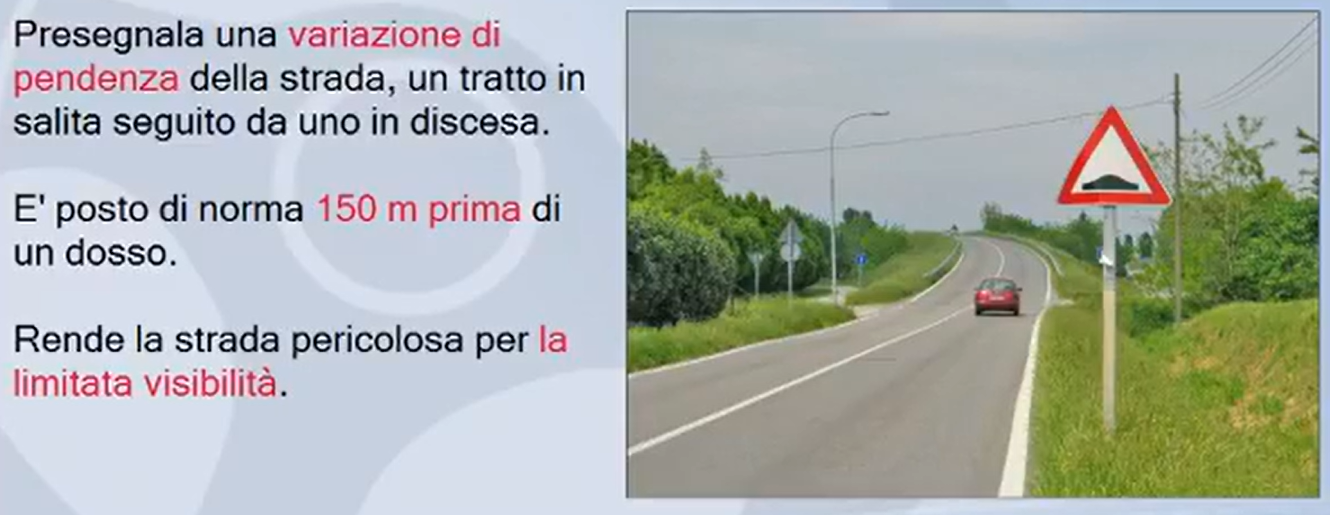 Presegnala una variazione di
pendenza della strada, un tratto in
salita seguito da uno in discesa.
E' posto di norma 150 m prima di
un dosso.
Rende la strada pericolosa per la
limitata visibilità.